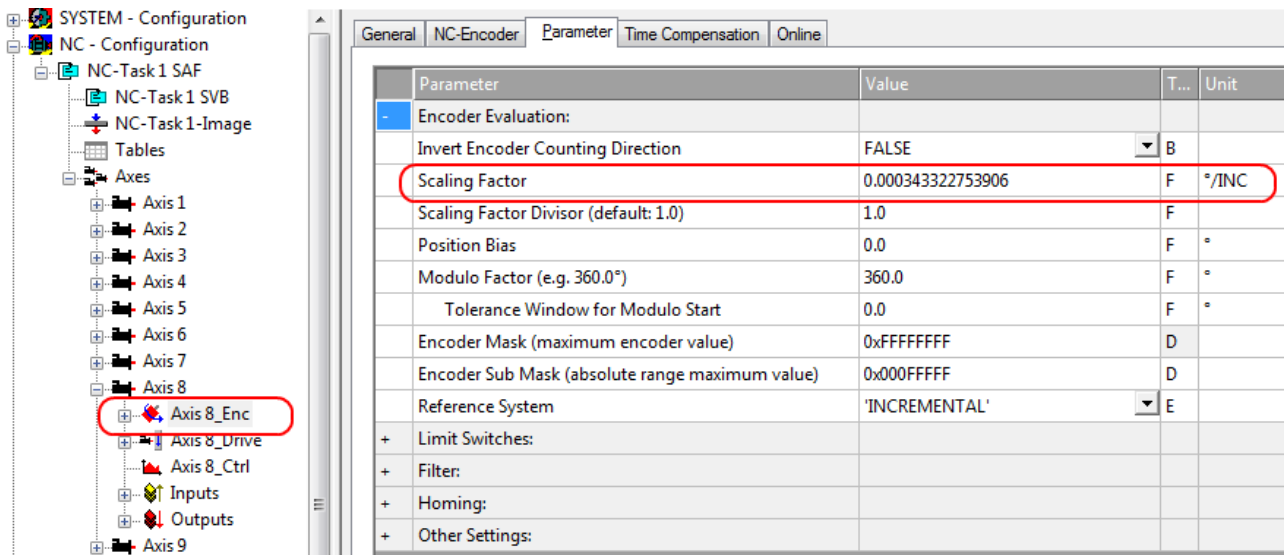 SYSTEM - Configuration
NC - Configuration
NC-Task 1 SAF
NC-Task 1 SVB
NC-Task 1-Image
Tables
Axes
Axis 1
Axis 2
Axis 3
Axis 4
Axis 5
Axis 6
Axis 7
Axis 8
Axis 8_Enc
Axis 8_Drive
Axis 8_Ctrl
Inputs
Outputs
Axis 9
General NC-Encoder Parameter Time Compensation Online
Parameter Value T... Unit
- Encoder Evaluation:
Invert Encoder Counting Direction FALSE B
Scaling Factor 0.000343322753906 F °/INC
Scaling Factor Divisor (default: 1.0) 1.0 F
Position Bias 0.0 F °
Modulo Factor (e.g. 360.0°) 360.0 F °
Tolerance Window for Modulo Start 0.0 F °
Encoder Mask (maximum encoder value) 0xFFFFFFFF D
Encoder Sub Mask (absolute range maximum value) 0x000FFFFF D
Reference System 'INCREMENTAL' E
+ Limit Switches:
+ Filter:
+ Homing:
+ Other Settings: